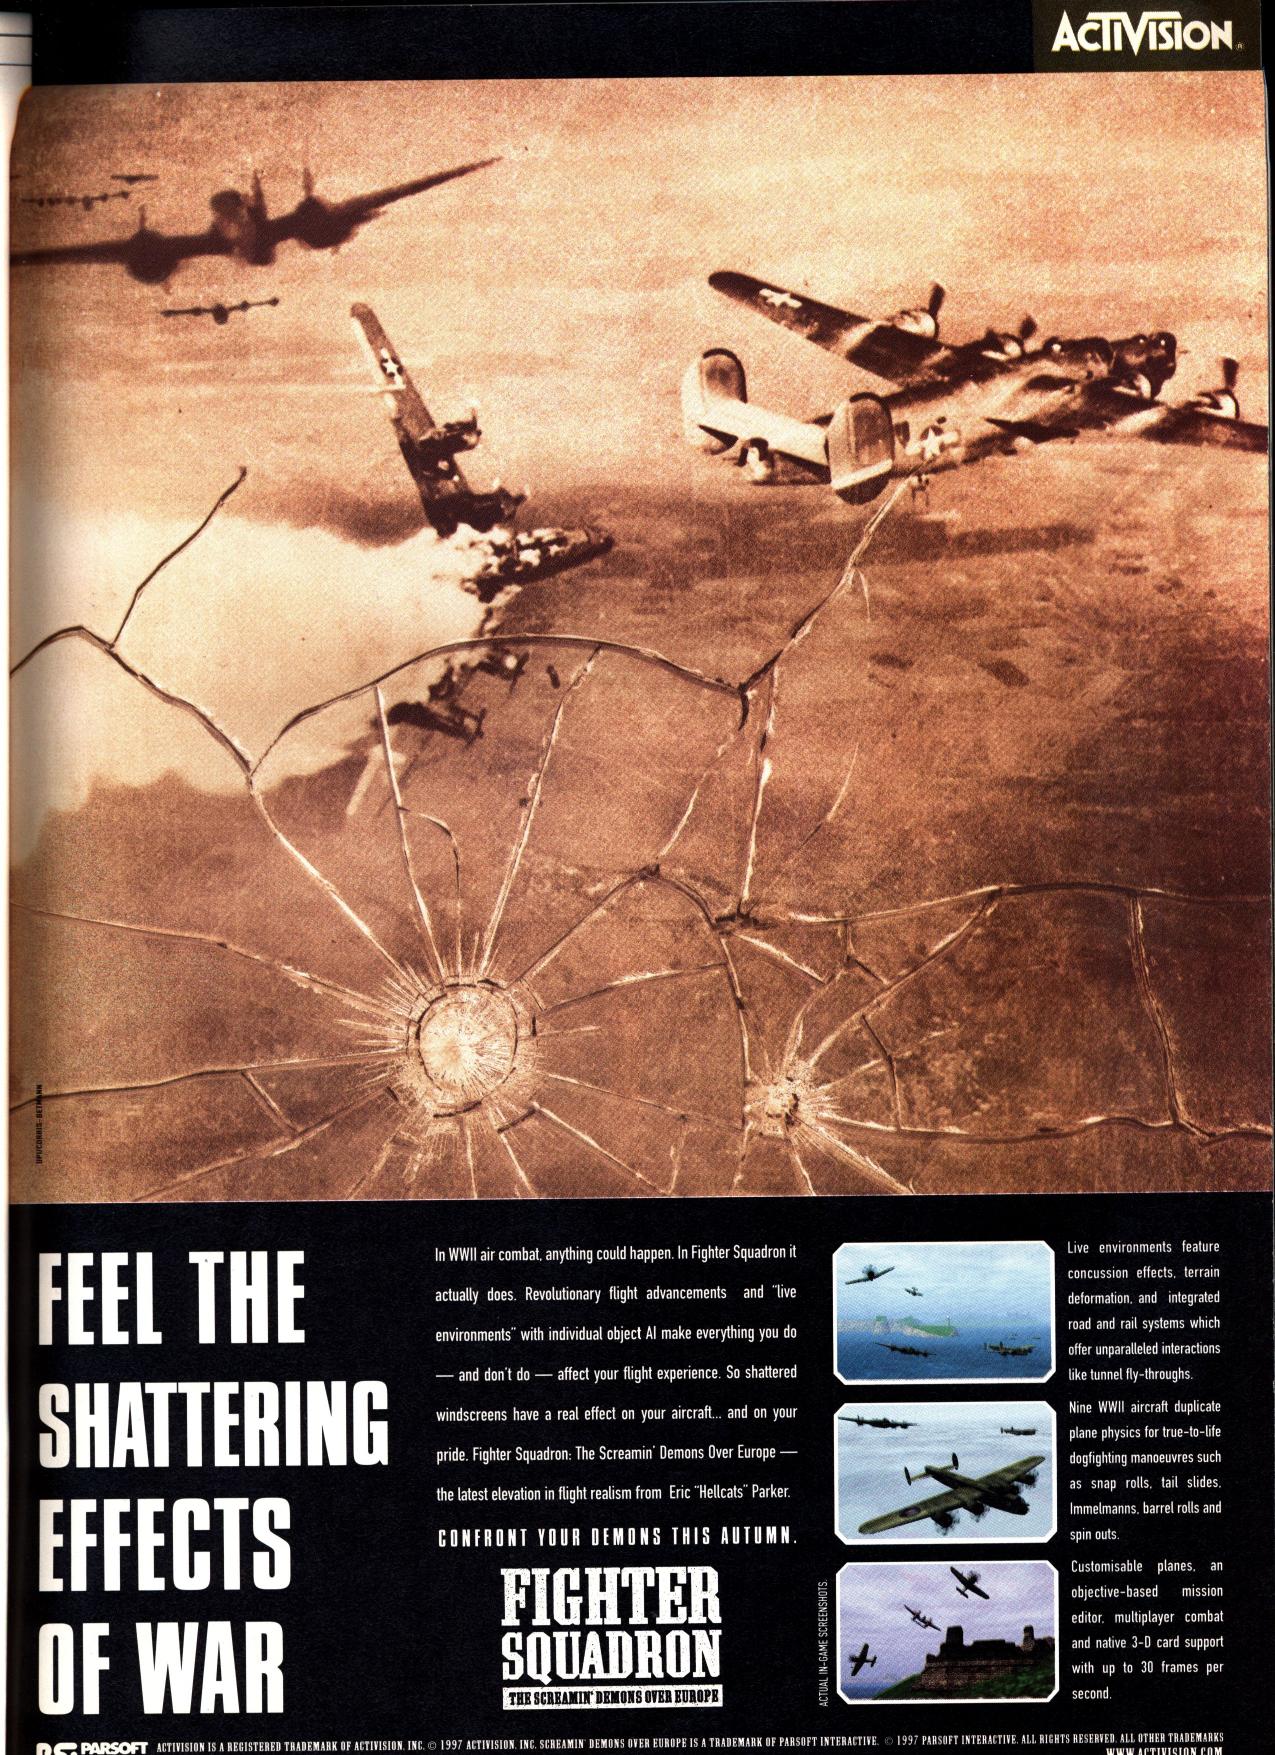 ACTIVISION
UPI/CORBIS-BETMANN
FEEL THE
SHATTERING
EFFECTS
OF WAR
In WWII air combat, anything could happen. In Fighter Squadron it
actually does. Revolutionary flight advancements and "live
environments" with individual object AI make everything you do
— and don't do — affect your flight experience. So shattered
windscreens have a real effect on your aircraft... and on your
pride. Fighter Squadron: The Screamin' Demons Over Europe —
the latest elevation in flight realism from Eric "Hellcats" Parker.
CONFRONT YOUR DEMONS THIS AUTUMN.
FIGHTER
SQUADRON
THE SCREAMIN' DEMONS OVER EUROPE
ACTUAL IN-GAME SCREENSHOTS.
Live environments feature
concussion effects, terrain
deformation, and integrated
road and rail systems which
offer unparalleled interactions
like tunnel fly-throughs.
Nine WWII aircraft duplicate
plane physics for true-to-life
dogfighting manoeuvres such
as snap rolls, tail slides,
Immelmanns, barrel rolls and
spin outs.
Customisable planes, an
objective-based mission
editor, multiplayer combat
and native 3-D card support
with up to 30 frames per
second.
PARSOFT
ACTIVISION IS A REGISTERED TRADEMARK OF ACTIVISION, INC. © 1997 ACTIVISION, INC. SCREAMIN' DEMONS OVER EUROPE IS A TRADEMARK OF PARSOFT INTERACTIVE. © 1997 PARSOFT INTERACTIVE. ALL RIGHTS RESERVED. ALL OTHER TRADEMARKS
WWW.ACTIVISION.COM